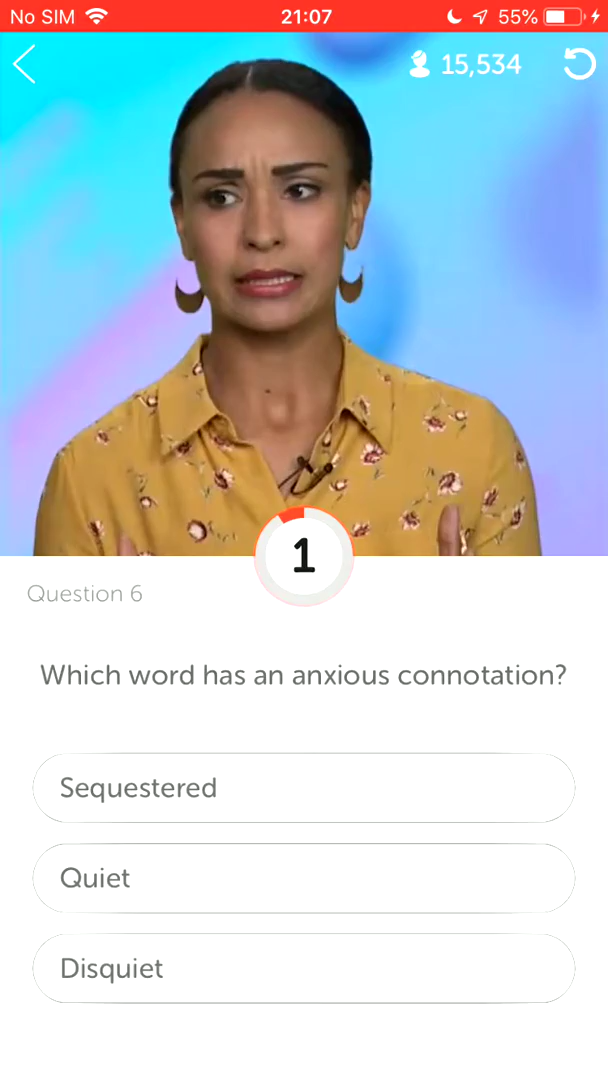 No SIM 21:07 55%
15,534
1
Question 6
Which word has an anxious connotation?
Sequestered
Quiet
Disquiet